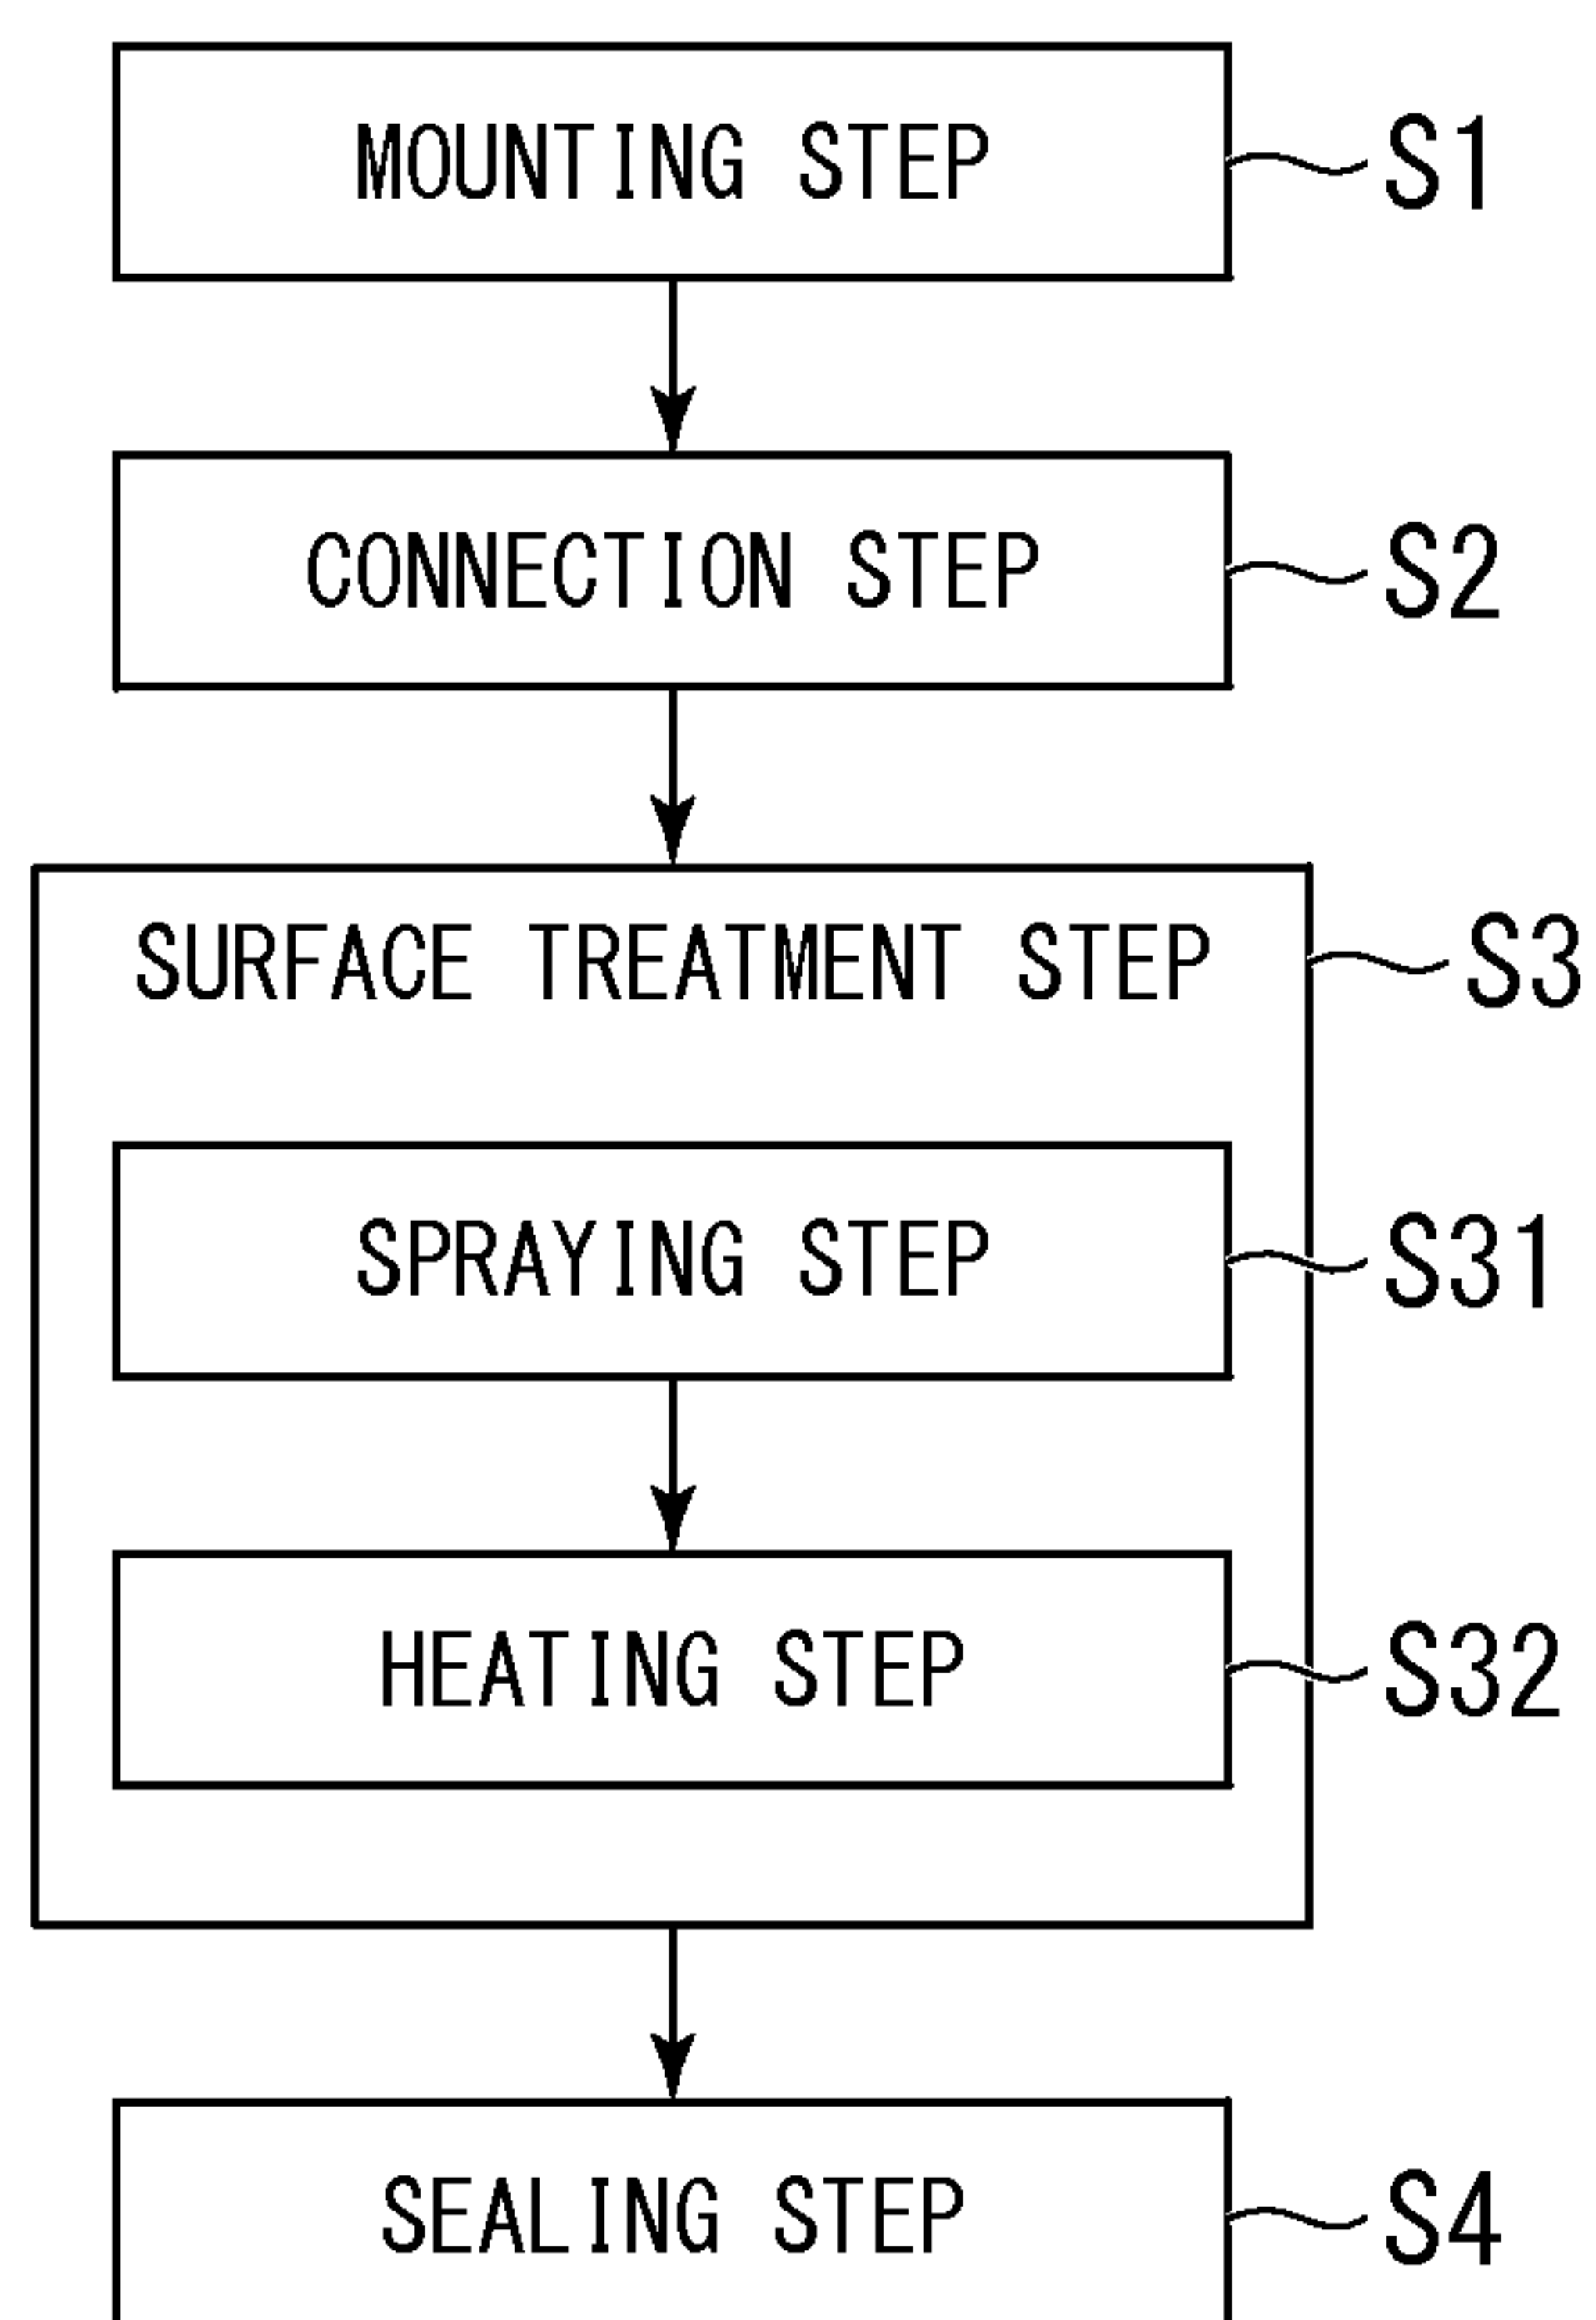 MOUNTING STEP S1
CONNECTION STEP S2
SURFACE TREATMENT STEP S3
SPRAYING STEP S31
HEATING STEP S32
SEALING STEP S4